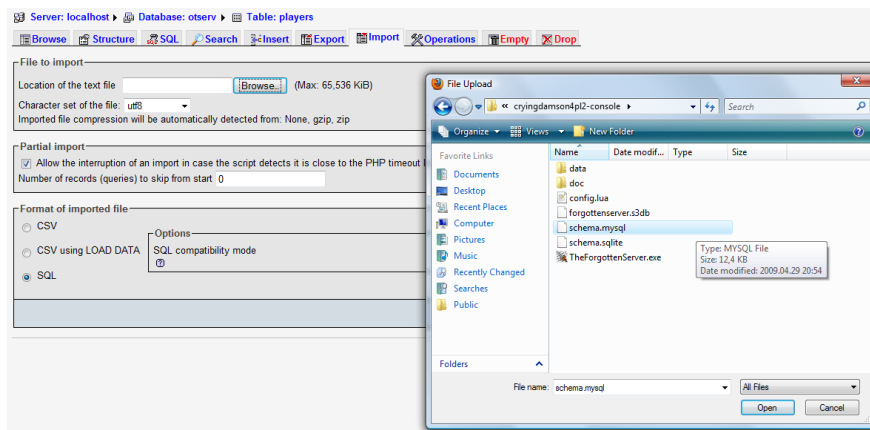 Server: localhost Database: otserv Table: players
Browse Structure SQL Search Insert Export Import Operations Empty Drop
File to import
Location of the text file Browse... (Max: 65,536 KiB)
Character set of the file: utf8
Imported file compression will be automatically detected from: None, gzip, zip
Partial import
Allow the interruption of an import in case the script detects it is close to the PHP timeout
Number of records (queries) to skip from start 0
Format of imported file
CSV
CSV using LOAD DATA
SQL
Options
SQL compatibility mode
File Upload
« cryingdamson4pl2-console
Search
Organize Views New Folder
Favorite Links
Documents
Desktop
Recent Places
Computer
Pictures
Music
Recently Changed
Searches
Public
Folders
Name Date modif... Type Size
data
doc
config.lua
forgottenserver.s3db
schema.mysql
schema.sqlite
TheForgottenServer.exe
Type: MYSQL File
Size: 12,4 KB
Date modified: 2009.04.29 20:54
File name: schema.mysql All Files
Open Cancel